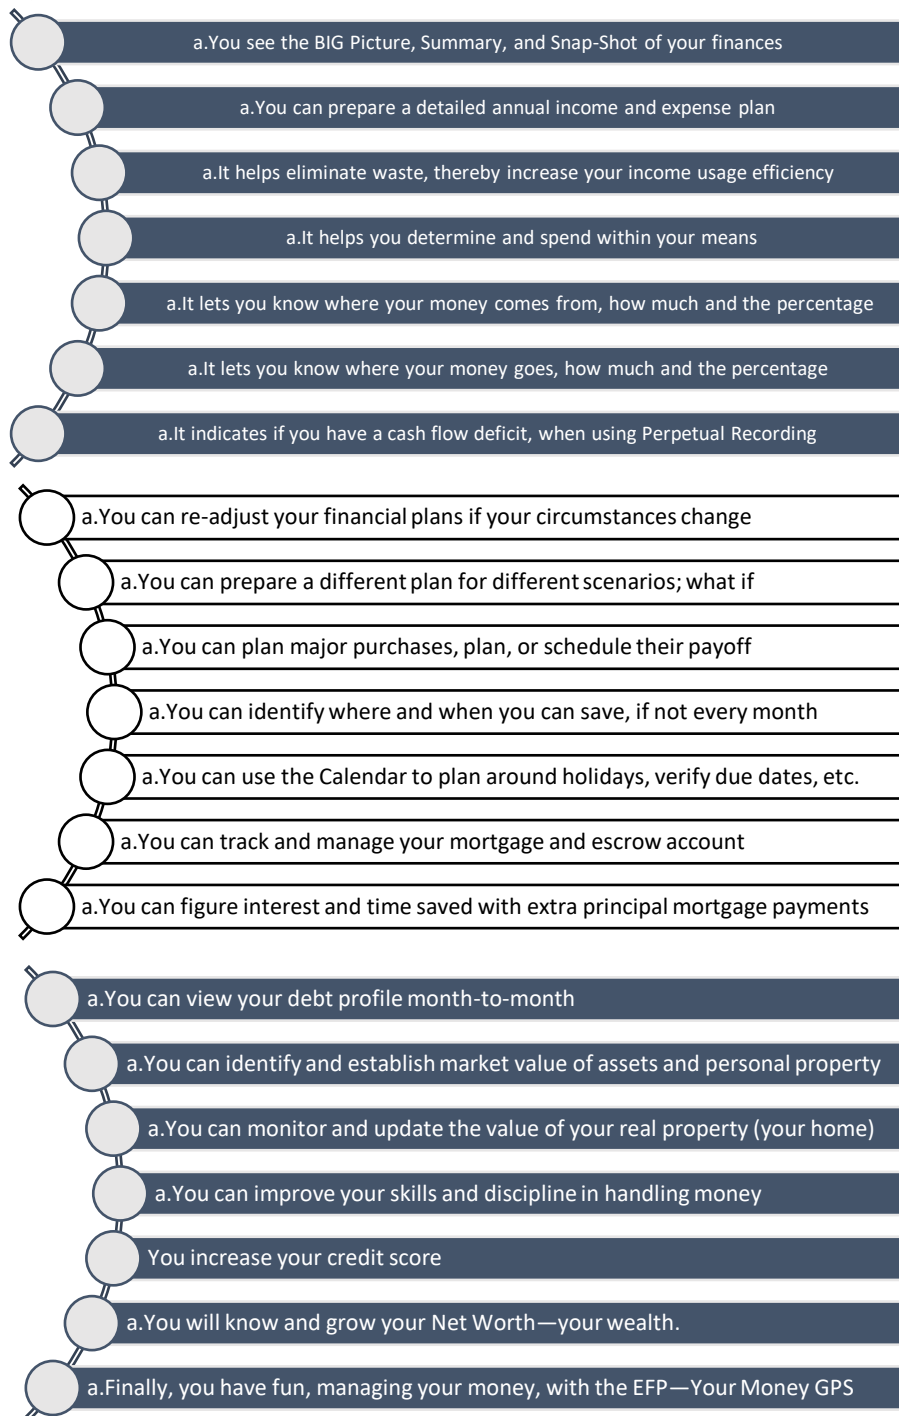 a.You see the BIG Picture, Summary, and Snap-Shot of your finances
a.You can prepare a detailed annual income and expense plan
a.It helps eliminate waste, thereby increase your income usage efficiency
a.It helps you determine and spend within your means
a.It lets you know where your money comes from, how much and the percentage
a.It lets you know where your money goes, how much and the percentage
a.It indicates if you have a cash flow deficit, when using Perpetual Recording
a.You can re-adjust your financial plans if your circumstances change
a.You can prepare a different plan for different scenarios; what if
a.You can plan major purchases, plan, or schedule their payoff
a.You can identify where and when you can save, if not every month
a.You can use the Calendar to plan around holidays, verify due dates, etc.
a.You can track and manage your mortgage and escrow account
a.You can figure interest and time saved with extra principal mortgage payments
a.You can view your debt profile month-to-month
a.You can identify and establish market value of assets and personal property
a.You can monitor and update the value of your real property (your home)
a.You can improve your skills and discipline in handling money
You increase your credit score
a.You will know and grow your Net Worth—your wealth.
a.Finally, you have fun, managing your money, with the EFP—Your Money GPS